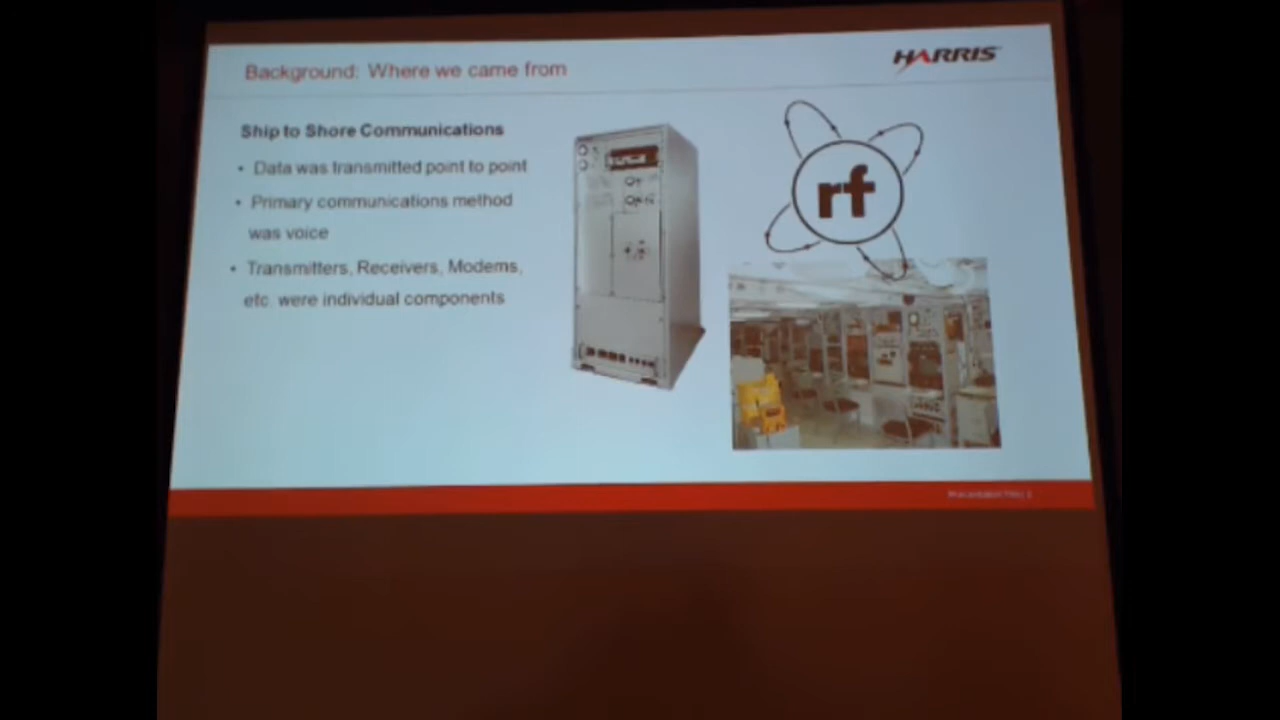 Background: Where we came from
HARRIS
Ship to Shore Communications
• Data was transmitted point to point
• Primary communications method
was voice
• Transmitters, Receivers, Modems,
etc. were individual components
rf